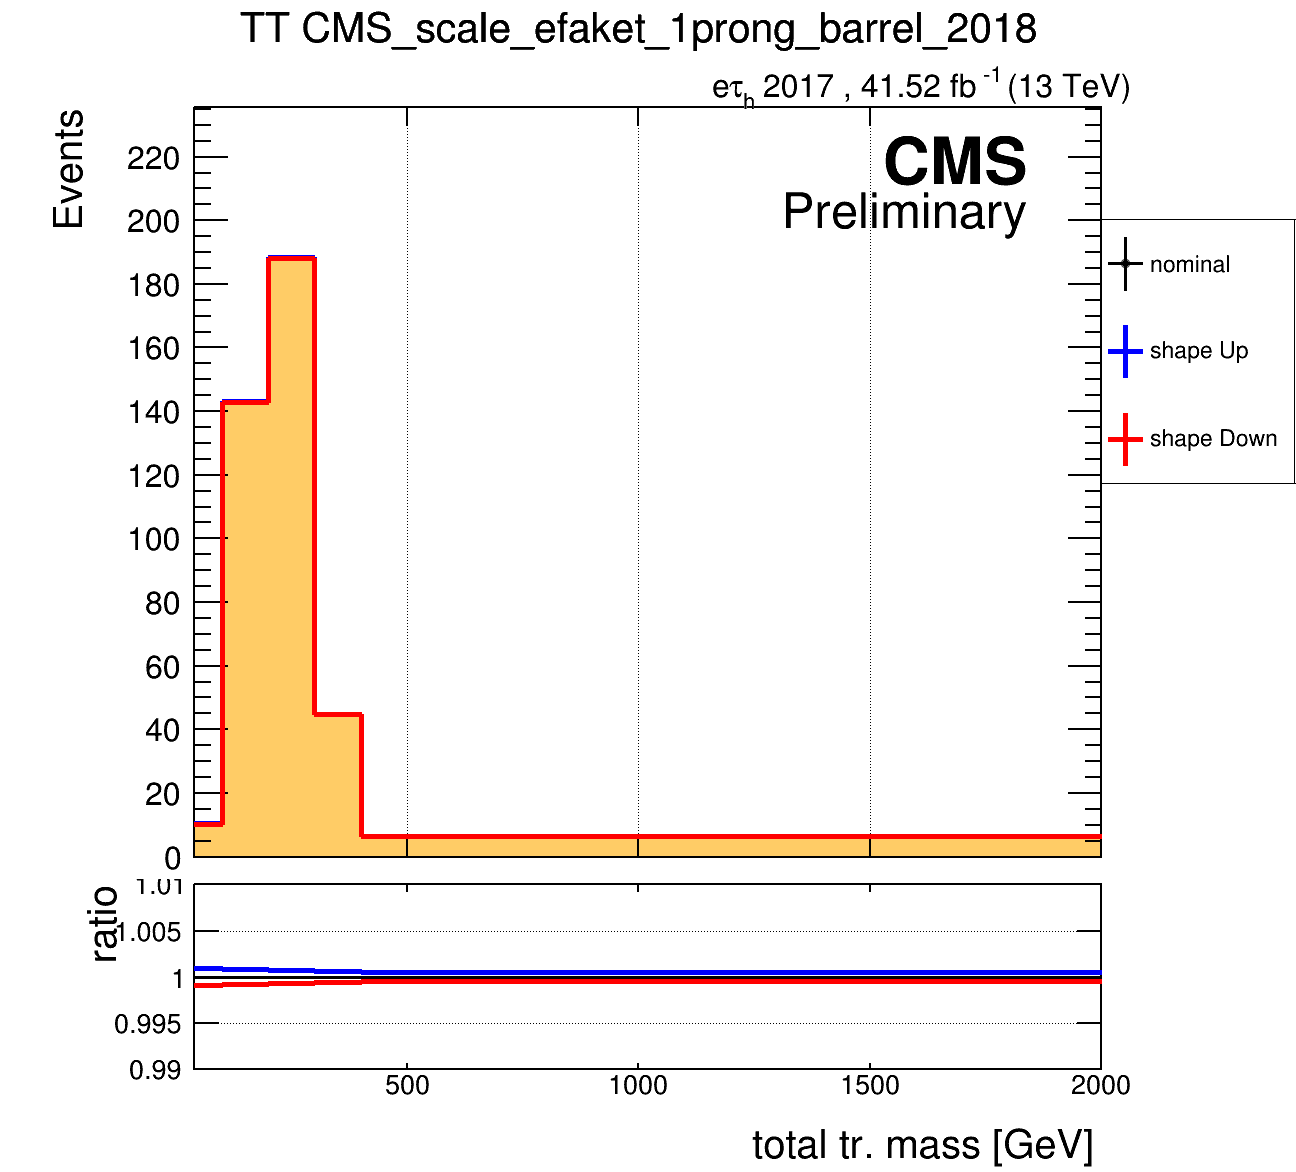 TT CMS_scale_efaket_1prong_barrel_2018
eτh 2017 , 41.52 fb -1 (13 TeV)
Events
CMS
Preliminary
220
200
180
160
140
120
100
80
60
40
20
0
nominal
shape Up
shape Down
ratio
1.01
1.005
1
0.995
0.99
500 1000 1500 2000
total tr. mass [GeV]